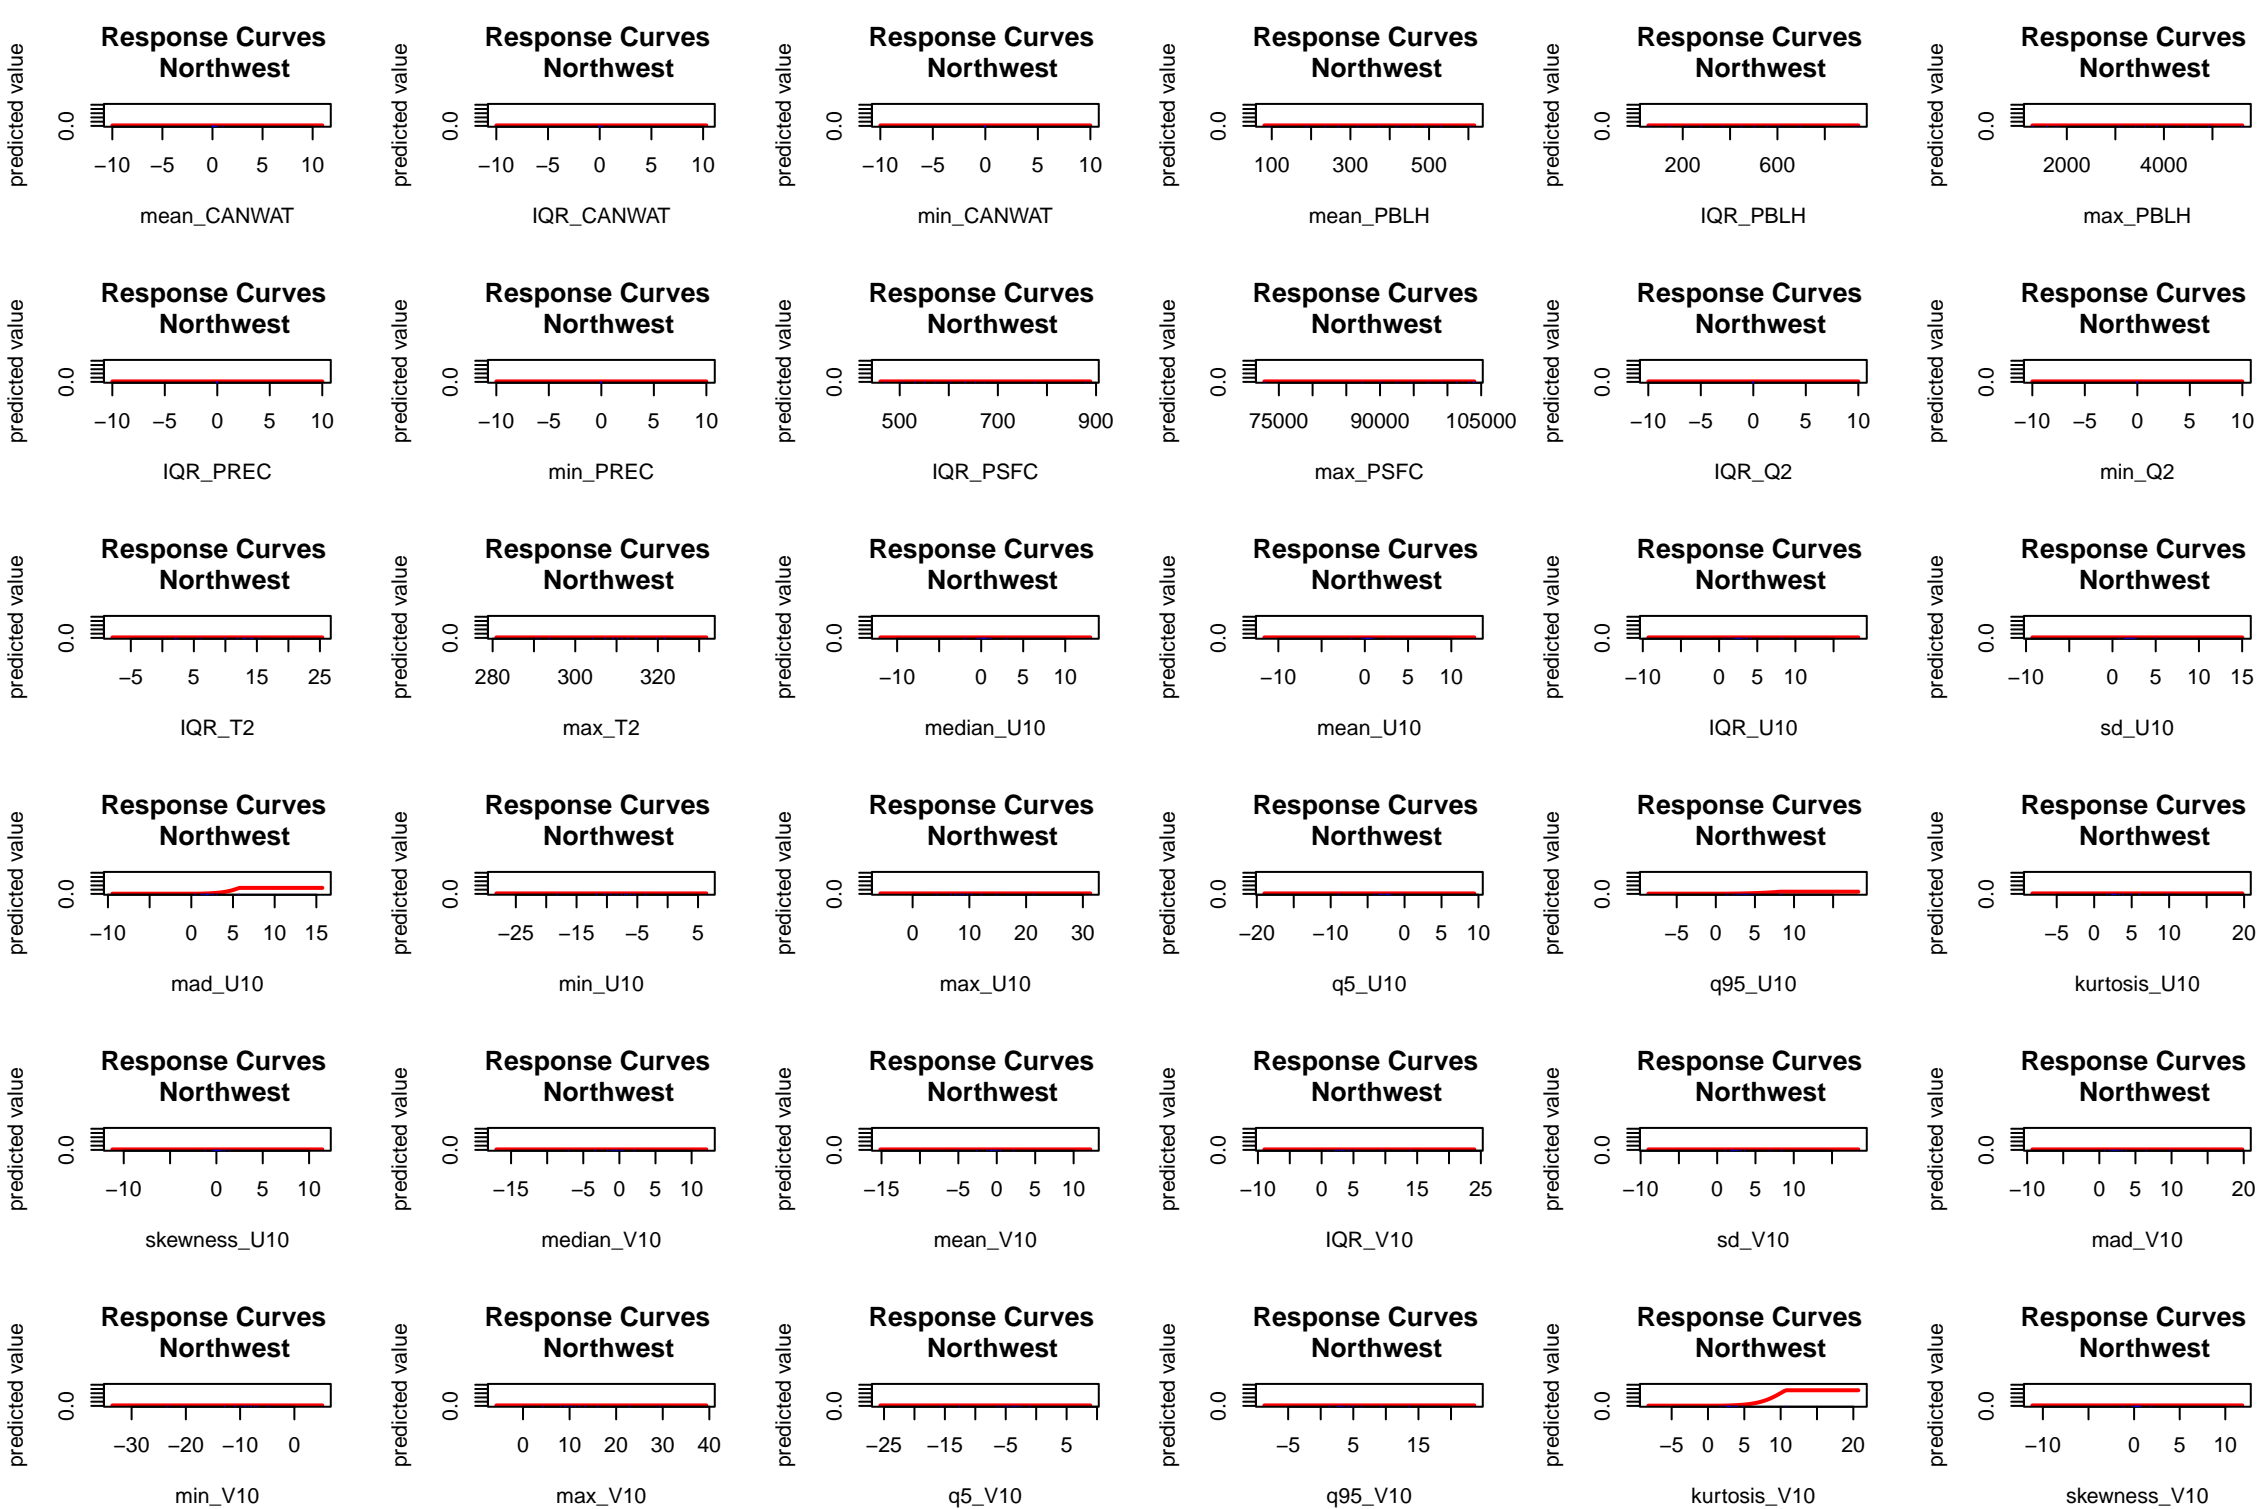 Response Curves Northwest
predicted value
0.0
−10 −5 0 5 10
mean_CANWAT
Response Curves Northwest
predicted value
0.0
−10 −5 0 5 10
IQR_CANWAT
Response Curves Northwest
predicted value
0.0
−10 −5 0 5 10
min_CANWAT
Response Curves Northwest
predicted value
0.0
100 300 500
mean_PBLH
Response Curves Northwest
predicted value
0.0
200 600
IQR_PBLH
Response Curves Northwest
predicted value
0.0
2000 4000
max_PBLH
Response Curves Northwest
predicted value
0.0
−10 −5 0 5 10
IQR_PREC
Response Curves Northwest
predicted value
0.0
−10 −5 0 5 10
min_PREC
Response Curves Northwest
predicted value
0.0
500 700 900
IQR_PSFC
Response Curves Northwest
predicted value
0.0
75000 90000 105000
max_PSFC
Response Curves Northwest
predicted value
0.0
−10 −5 0 5 10
IQR_Q2
Response Curves Northwest
predicted value
0.0
−10 −5 0 5 10
min_Q2
Response Curves Northwest
predicted value
0.0
−5 5 15 25
IQR_T2
Response Curves Northwest
predicted value
0.0
280 300 320
max_T2
Response Curves Northwest
predicted value
0.0
−10 0 5 10
median_U10
Response Curves Northwest
predicted value
0.0
−10 0 5 10
mean_U10
Response Curves Northwest
predicted value
0.0
−10 0 5 10
IQR_U10
Response Curves Northwest
predicted value
0.0
−10 0 5 10 15
sd_U10
Response Curves Northwest
predicted value
0.0
−10 0 5 10 15
mad_U10
Response Curves Northwest
predicted value
0.0
−25 −15 −5 5
min_U10
Response Curves Northwest
predicted value
0.0
0 10 20 30
max_U10
Response Curves Northwest
predicted value
0.0
−20 −10 0 5 10
q5_U10
Response Curves Northwest
predicted value
0.0
−5 0 5 10
q95_U10
Response Curves Northwest
predicted value
0.0
−5 0 5 10 20
kurtosis_U10
Response Curves Northwest
predicted value
0.0
−10 0 5 10
skewness_U10
Response Curves Northwest
predicted value
0.0
−15 −5 0 5 10
median_V10
Response Curves Northwest
predicted value
0.0
−15 −5 0 5 10
mean_V10
Response Curves Northwest
predicted value
0.0
−10 0 5 15 25
IQR_V10
Response Curves Northwest
predicted value
0.0
−10 0 5 10
sd_V10
Response Curves Northwest
predicted value
0.0
−10 0 5 10 20
mad_V10
Response Curves Northwest
predicted value
0.0
−30 −20 −10 0
min_V10
Response Curves Northwest
predicted value
0.0
0 10 20 30 40
max_V10
Response Curves Northwest
predicted value
0.0
−25 −15 −5 5
q5_V10
Response Curves Northwest
predicted value
0.0
−5 5 15
q95_V10
Response Curves Northwest
predicted value
0.0
−5 0 5 10 20
kurtosis_V10
Response Curves Northwest
predicted value
0.0
−10 0 5 10
skewness_V10